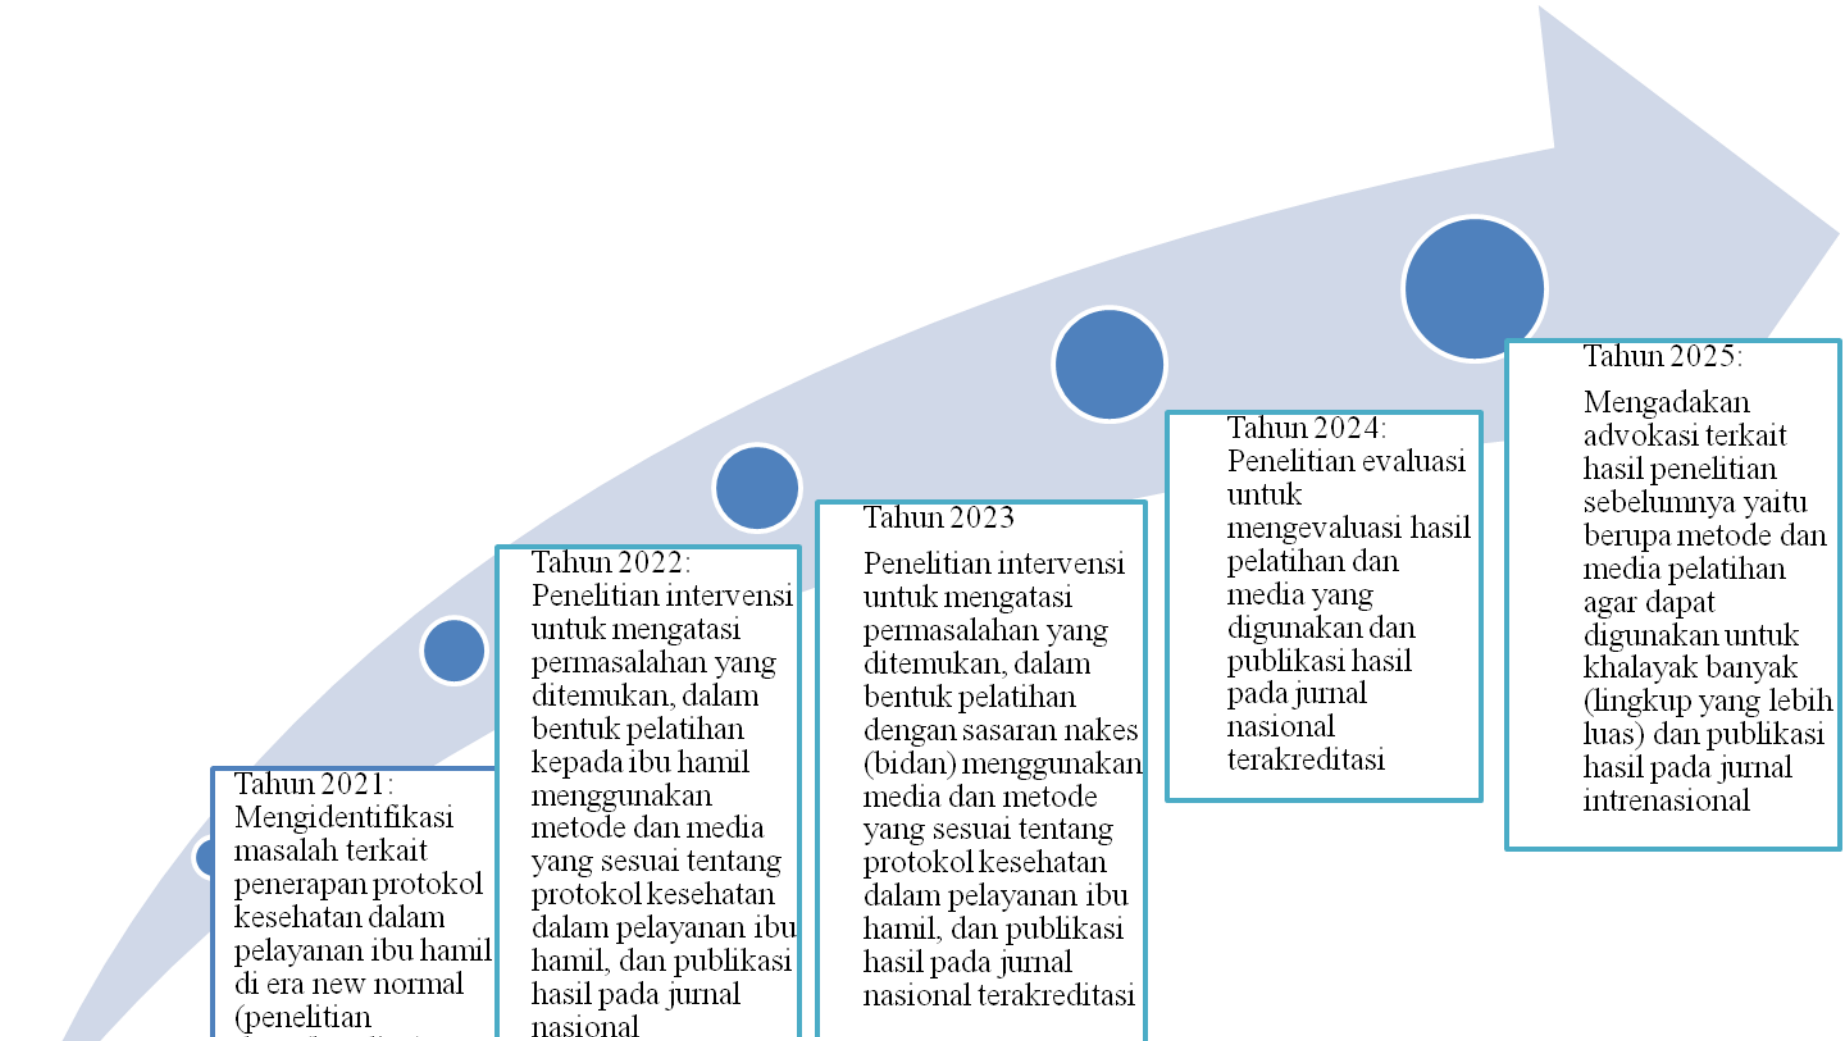 Tahun 2021:
Mengidentifikasi
masalah terkait
penerapan protokol
kesehatan dalam
pelayanan ibu hamil
di era new normal
(penelitian
Tahun 2022:
Penelitian intervensi
untuk mengatasi
permasalahan yang
ditemukan, dalam
bentuk pelatihan
kepada ibu hamil
menggunakan
metode dan media
yang sesuai tentang
protokol kesehatan
dalam pelayanan ibu
hamil, dan publikasi
hasil pada jurnal
nasional
Tahun 2023
Penelitian intervensi
untuk mengatasi
permasalahan yang
ditemukan, dalam
bentuk pelatihan
dengan sasaran nakes
(bidan) menggunakan
media dan metode
yang sesuai tentang
protokol kesehatan
dalam pelayanan ibu
hamil, dan publikasi
hasil pada jurnal
nasional terakreditasi
Tahun 2024:
Penelitian evaluasi
untuk
mengevaluasi hasil
pelatihan dan
media yang
digunakan dan
publikasi hasil
pada jurnal
nasional
terakreditasi
Tahun 2025:
Mengadakan
advokasi terkait
hasil penelitian
sebelumnya yaitu
berupa metode dan
media pelatihan
agar dapat
digunakan untuk
khalayak banyak
(lingkup yang lebih
luas) dan publikasi
hasil pada jurnal
intrenasional